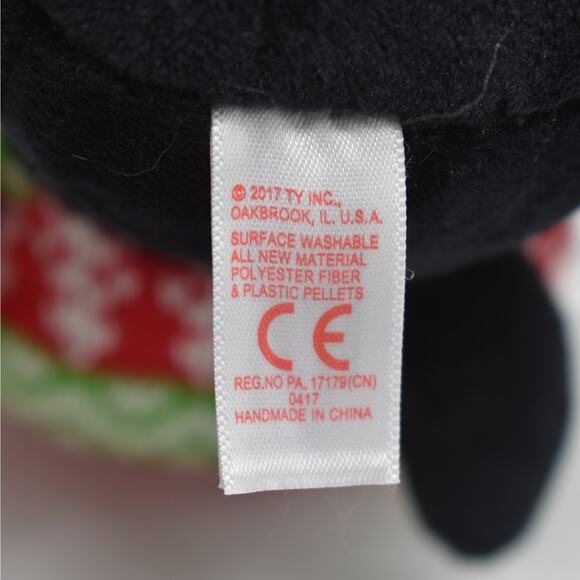 © 2017 TY INC.,
OAKBROOK, IL. U.S.A.
SURFACE WASHABLE
ALL NEW MATERIAL
POLYESTER FIBER
& PLASTIC PELLETS
CE
REG.NO PA. 17179(CN)
0417
HANDMADE IN CHINA